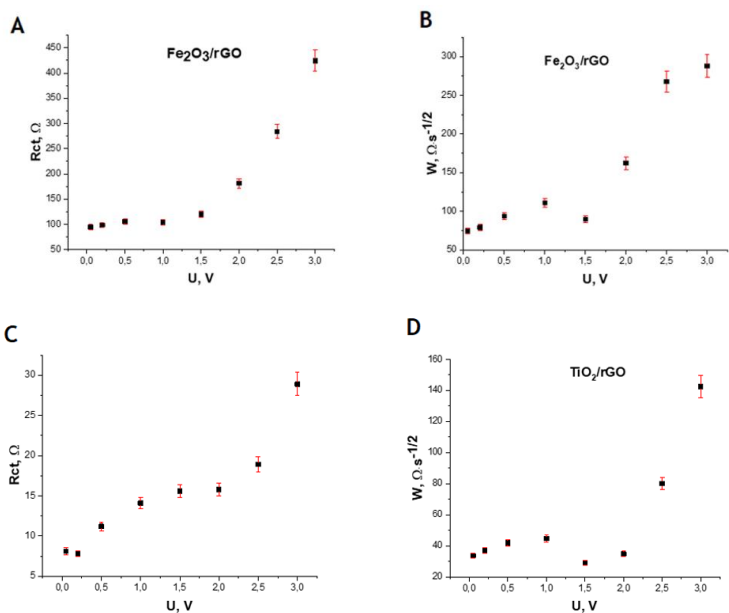 A
Fe2O3/rGO
Rct, Ω
450
400
350
300
250
200
150
100
50
0,0 0,5 1,0 1,5 2,0 2,5 3,0
U, V
B
Fe2O3/rGO
W, Ω s-1/2
300
250
200
150
100
50
0,0 0,5 1,0 1,5 2,0 2,5 3,0
U, V
C
Rct, Ω
30
25
20
15
10
5
0,0 0,5 1,0 1,5 2,0 2,5 3,0
U, V
D
TiO2/rGO
W, Ω s-1/2
160
140
120
100
80
60
40
20
0,0 0,5 1,0 1,5 2,0 2,5 3,0
U, V